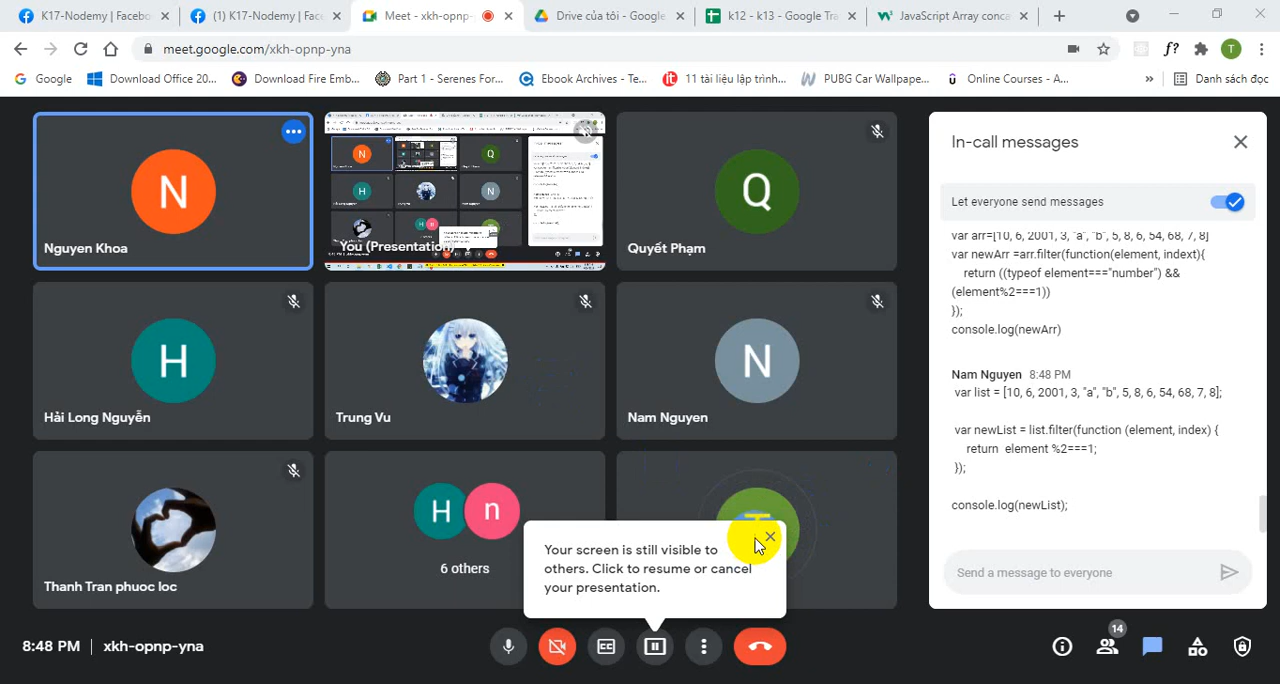 K17-Nodemy | Facebo
(1) K17-Nodemy | Face
Meet - xkh-opnp-
Drive của tôi - Google
k12 - k13 - Google Tra
JavaScript Array conca
meet.google.com/xkh-opnp-yna
f?
T
Google
Download Office 20...
Download Fire Emb...
Part 1 - Serenes For...
Ebook Archives - Te...
11 tài liệu lập trình...
PUBG Car Wallpape...
Online Courses - A...
»
Danh sách đọc
N
Nguyen Khoa
You (Presentation)
Q
Quyết Phạm
H
Hải Long Nguyễn
Trung Vu
N
Nam Nguyen
Thanh Tran phuoc loc
H
n
6 others
Your screen is still visible to
others. Click to resume or cancel
your presentation.
In-call messages
Let everyone send messages
var arr=[10, 6, 2001, 3, "a", "b", 5, 8, 6, 54, 68, 7, 8]
var newArr =arr.filter(function(element, indext){
return ((typeof element==="number") &&
(element%2===1))
});
console.log(newArr)
Nam Nguyen 8:48 PM
var list = [10, 6, 2001, 3, "a", "b", 5, 8, 6, 54, 68, 7, 8];
var newList = list.filter(function (element, index) {
return element %2===1;
});
console.log(newList);
Send a message to everyone
8:48 PM | xkh-opnp-yna
CC
14